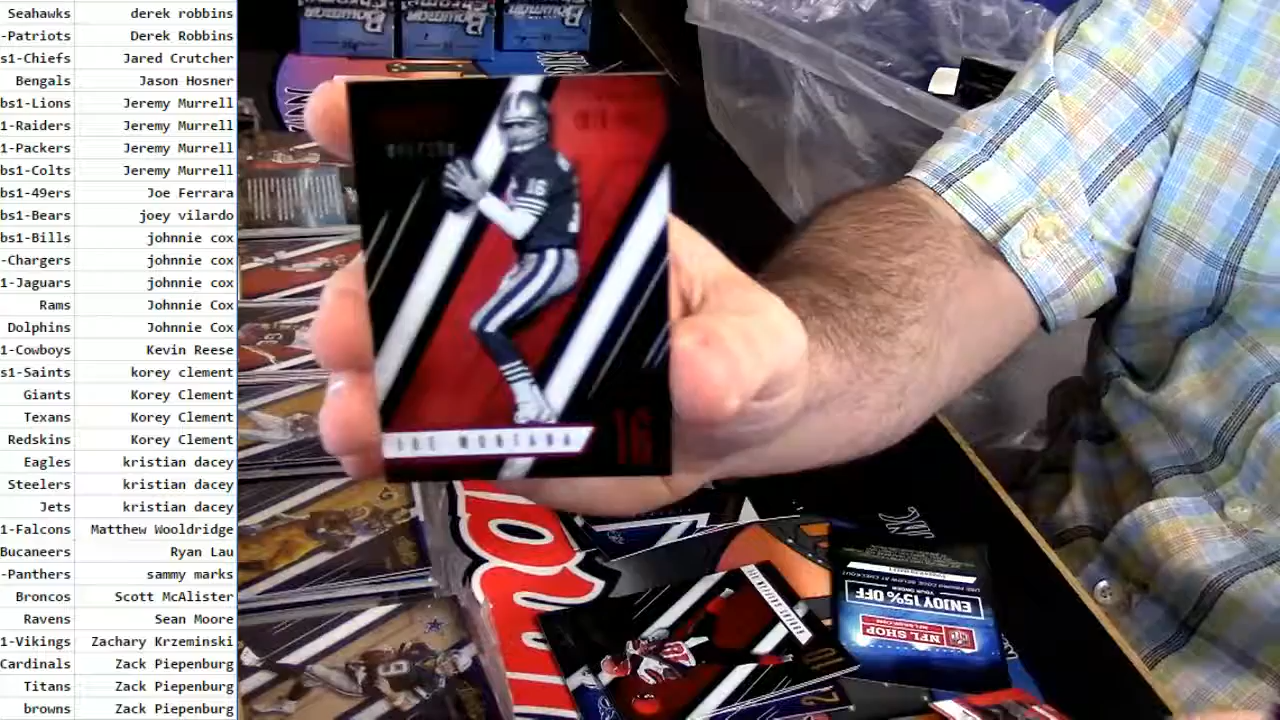 Seahawks derek robbins
-Patriots Derek Robbins
s1-Chiefs Jared Crutcher
Bengals Jason Hosner
bs1-Lions Jeremy Murrell
1-Raiders Jeremy Murrell
1-Packers Jeremy Murrell
bs1-Colts Jeremy Murrell
bs1-49ers Joe Ferrara
bs1-Bears joey vilardo
bs1-Bills johnnie cox
-Chargers johnnie cox
1-Jaguars johnnie cox
Rams Johnnie Cox
Dolphins Johnnie Cox
1-Cowboys Kevin Reese
s1-Saints korey clement
Giants Korey Clement
Texans Korey Clement
Redskins Korey Clement
Eagles kristian dacey
Steelers kristian dacey
Jets kristian dacey
1-Falcons Matthew Wooldridge
Bucaneers Ryan Lau
-Panthers sammy marks
Broncos Scott McAlister
Ravens Sean Moore
1-Vikings Zachary Krzeminski
Cardinals Zack Piepenburg
Titans Zack Piepenburg
browns Zack Piepenburg
16
JOE MONTANA
16
ENJOY 15% OFF
YOUR ORDER
NFL SHOP
10